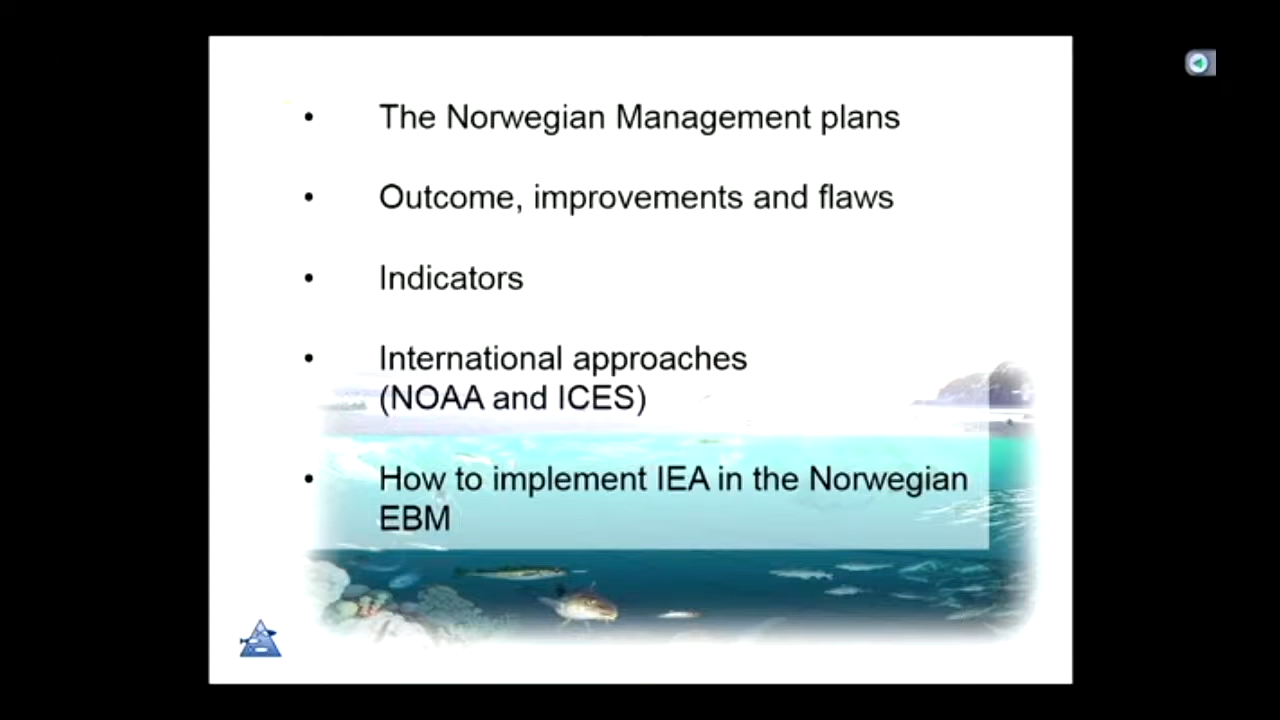 • The Norwegian Management plans
• Outcome, improvements and flaws
• Indicators
• International approaches
(NOAA and ICES)
• How to implement IEA in the Norwegian
EBM